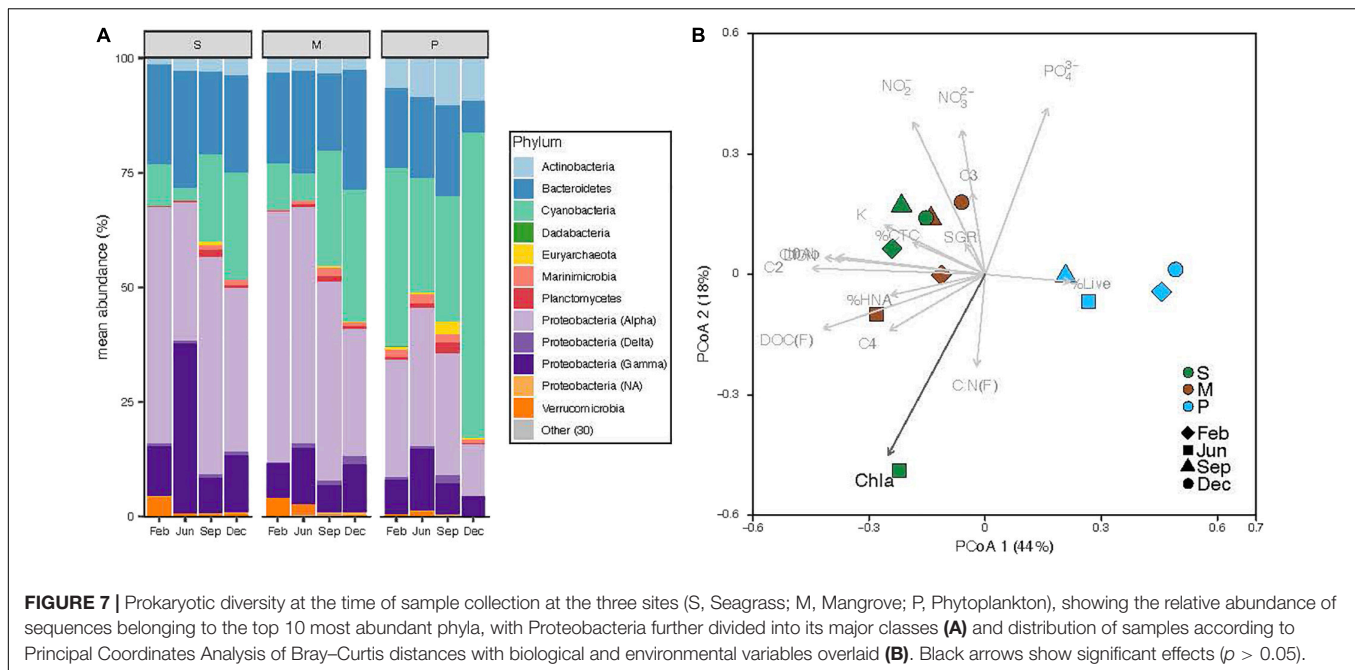 A
S M P
100
75
50
25
0
mean abundance (%)
Feb Jun Sep Dec Feb Jun Sep Dec Feb Jun Sep Dec
Phylum
Actinobacteria
Bacteroidetes
Cyanobacteria
Dadabacteria
Euryarchaeota
Marinimicrobia
Planctomycetes
Proteobacteria (Alpha)
Proteobacteria (Delta)
Proteobacteria (Gamma)
Proteobacteria (NA)
Verrucomicrobia
Other (30)
B
0.6
0.3
0
−0.3
−0.6
PCoA 2 (18%)
NO₂⁻
NO₃²⁻
PO₄³⁻
C3
K
%CTC
SGR
C2
%HNA
%Live
DOC(F)
C4
C:N(F)
Chla
S
M
P
Feb
Jun
Sep
Dec
−0.6 −0.3 0 0.3 0.6 0.7
PCoA 1 (44%)
FIGURE 7 | Prokaryotic diversity at the time of sample collection at the three sites (S, Seagrass; M, Mangrove; P, Phytoplankton), showing the relative abundance of
sequences belonging to the top 10 most abundant phyla, with Proteobacteria further divided into its major classes (A) and distribution of samples according to
Principal Coordinates Analysis of Bray–Curtis distances with biological and environmental variables overlaid (B). Black arrows show significant effects (p > 0.05).